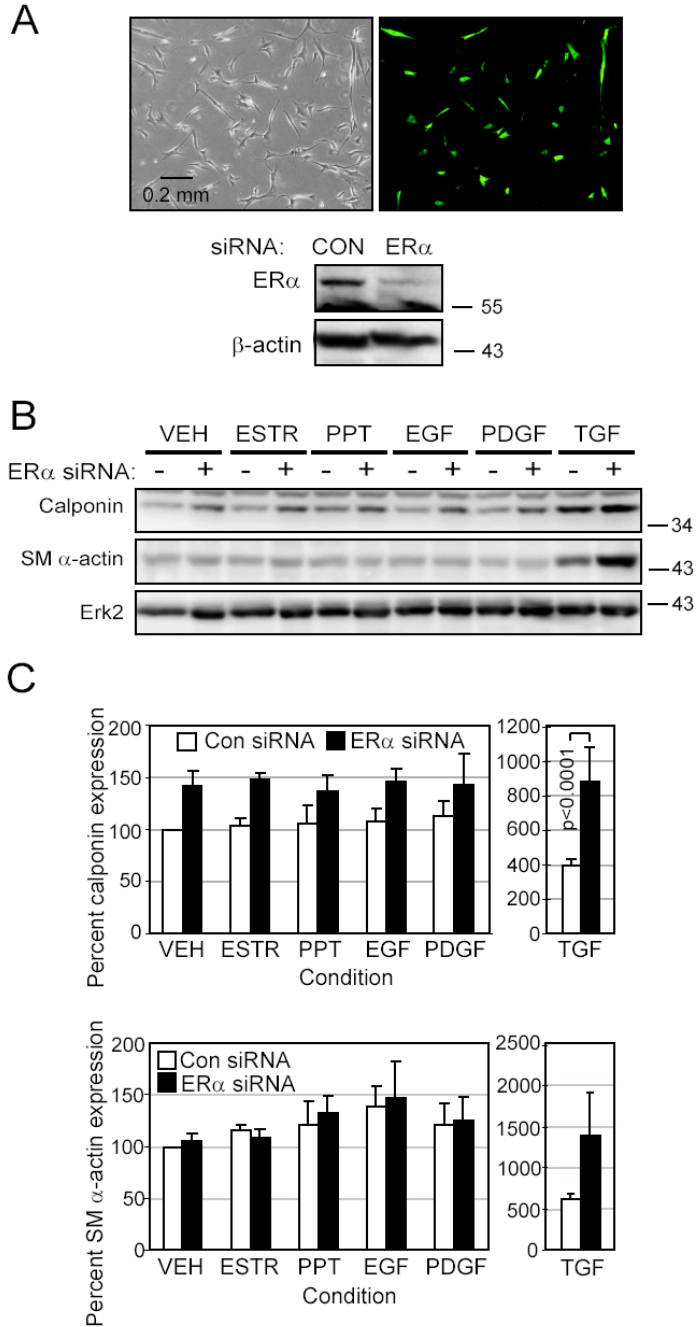 A
0.2 mm
siRNA: CON ERα
ERα
55
β-actin
43
B
VEH ESTR PPT EGF PDGF TGF
ERα siRNA: - + - + - + - + - + - +
Calponin
34
SM α-actin
43
Erk2
43
C
Percent calponin expression
200
150
100
50
0
Con siRNA ERα siRNA
VEH ESTR PPT EGF PDGF
Condition
1200
1000
800
600
400
200
0
p<0.0001
TGF
Percent SM α-actin expression
200
150
100
50
0
Con siRNA
ERα siRNA
VEH ESTR PPT EGF PDGF
Condition
2500
2000
1500
1000
500
0
TGF